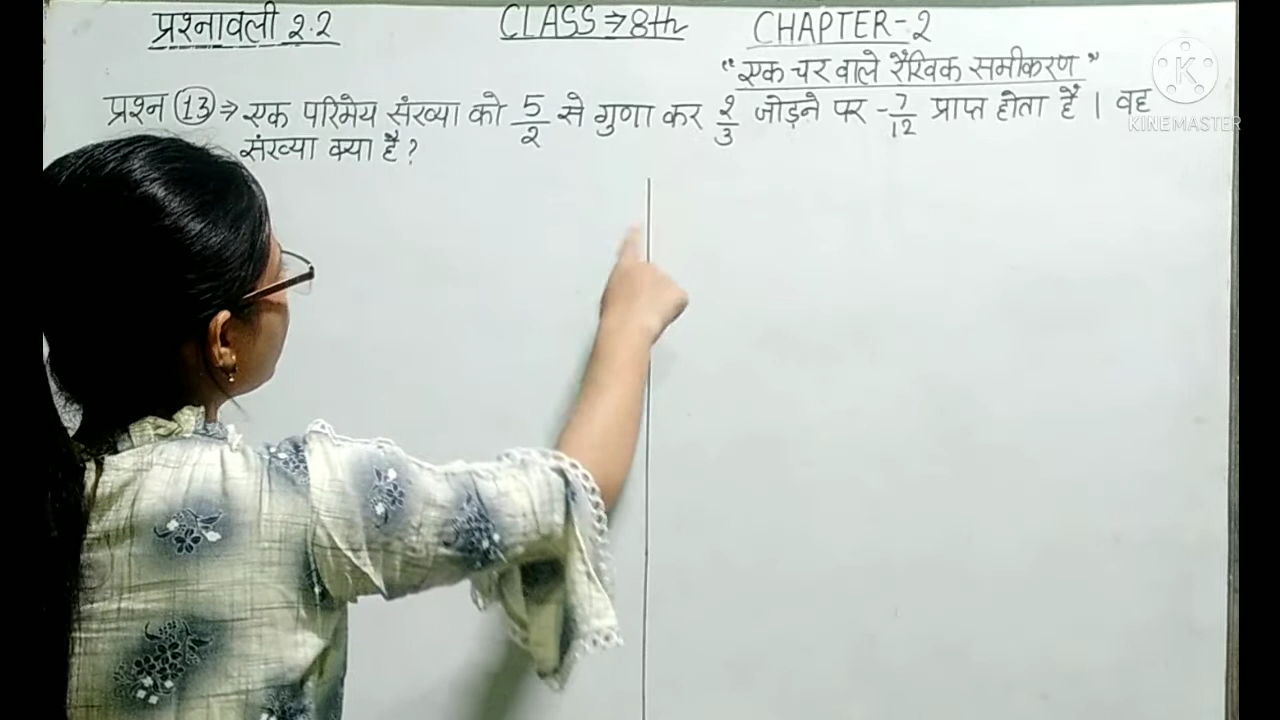 प्रश्नावली 2.2 CLASS → 8th CHAPTER-2
"एक चर वाले रैखिक समीकरण"
प्रश्न 13 → एक परिमेय संख्या को 5/2 से गुणा कर 2/3 जोड़ने पर -7/12 प्राप्त होता है । वह
संख्या क्या है ?
K
KINEMASTER